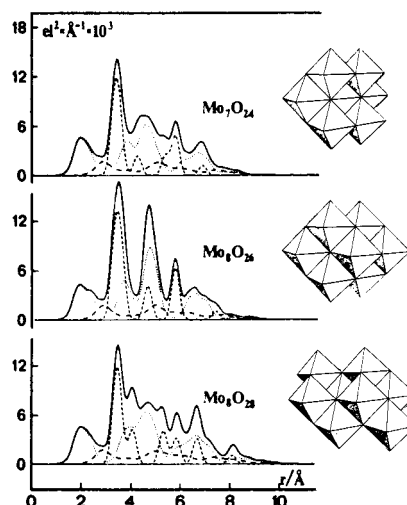 el²·Å⁻¹·10³
18
12
6
0
Mo₇O₂₄
12
6
0
Mo₈O₂₆
12
6
0
Mo₈O₂₈
r/Å
0 2 4 6 8 10